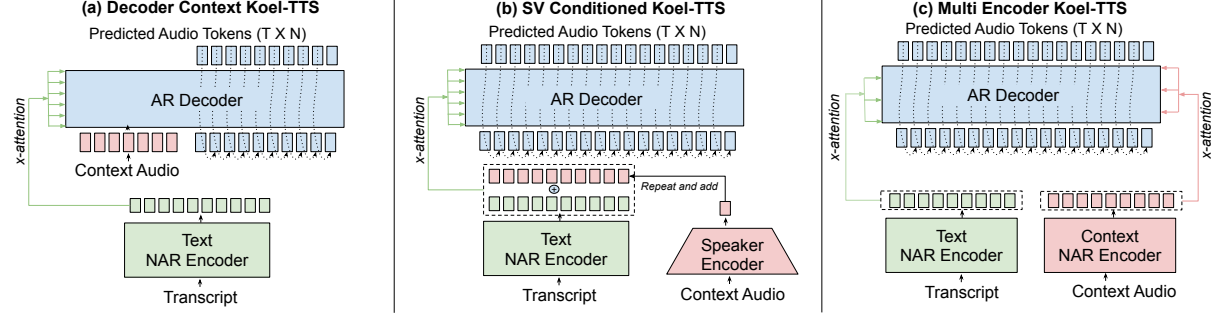 (a) Decoder Context Koel-TTS
Predicted Audio Tokens (T X N)
AR Decoder
x-attention
Context Audio
Text
NAR Encoder
Transcript
(b) SV Conditioned Koel-TTS
Predicted Audio Tokens (T X N)
AR Decoder
x-attention
Repeat and add
Text
NAR Encoder
Speaker
Encoder
Transcript
Context Audio
(c) Multi Encoder Koel-TTS
Predicted Audio Tokens (T X N)
AR Decoder
x-attention
x-attention
Text
NAR Encoder
Context
NAR Encoder
Transcript
Context Audio